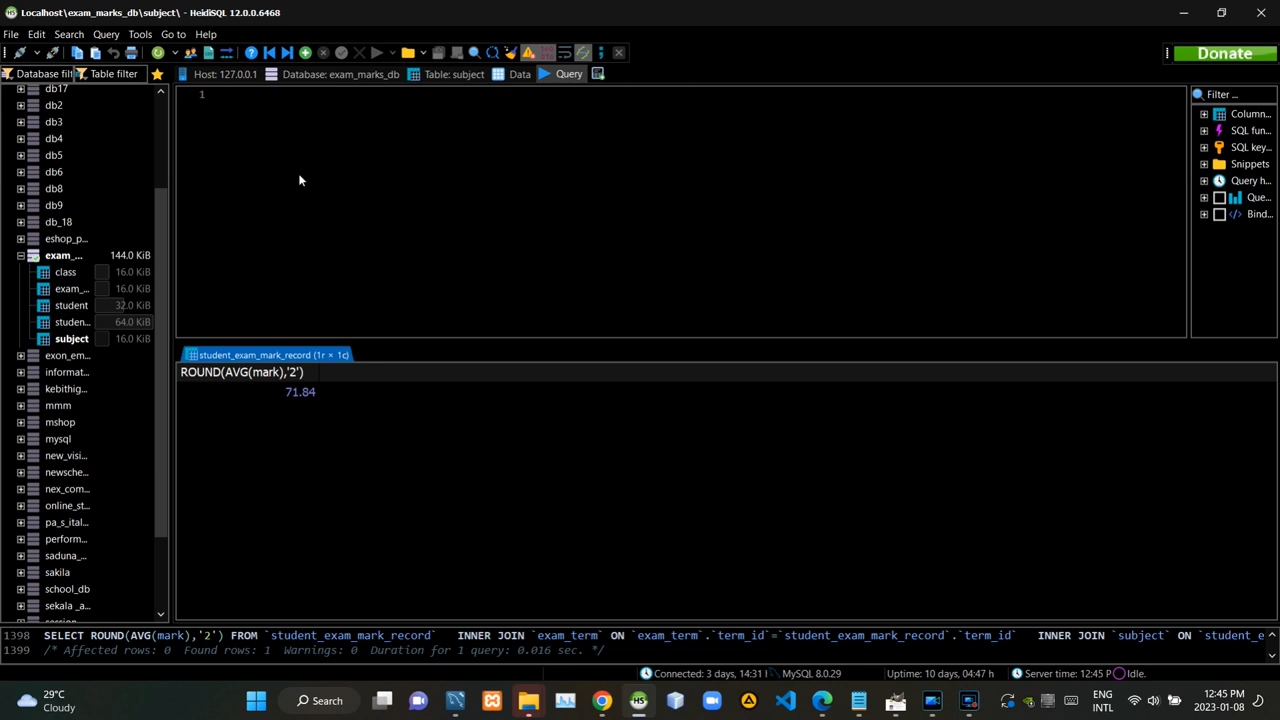 Localhost\exam_marks_db\subject\ - HeidiSQL 12.0.0.6468
File Edit Search Query Tools Go to Help
Donate
Database filt Table filter
Host: 127.0.0.1 Database: exam_marks_db Table: subject Data Query
1
Filter ...
Column...
SQL fun...
SQL key...
Snippets
Query h...
Que...
Bind...
db17
db2
db3
db4
db5
db6
db8
db9
db_18
eshop_p...
exam_... 144.0 KiB
class 16.0 KiB
exam_... 16.0 KiB
student 32.0 KiB
studen... 64.0 KiB
subject 16.0 KiB
exon_em...
informat...
kebithig...
mmm
mshop
mysql
new_visi...
newsche...
nex_com...
online_st...
pa_s_ital...
perform...
saduna_...
sakila
school_db
sekala _a...
session
student_exam_mark_record (1r × 1c)
ROUND(AVG(mark),'2')
71.84
1398 SELECT ROUND(AVG(mark),'2') FROM `student_exam_mark_record` INNER JOIN `exam_term` ON `exam_term`.`term_id`=`student_exam_mark_record`.`term_id` INNER JOIN `subject` ON `student_e
1399 /* Affected rows: 0 Found rows: 1 Warnings: 0 Duration for 1 query: 0.016 sec. */
Connected: 3 days, 14:31 h MySQL 8.0.29 Uptime: 10 days, 04:47 h Server time: 12:45 P Idle.
29°C
Cloudy
Search
ENG
INTL
12:45 PM
2023-01-08